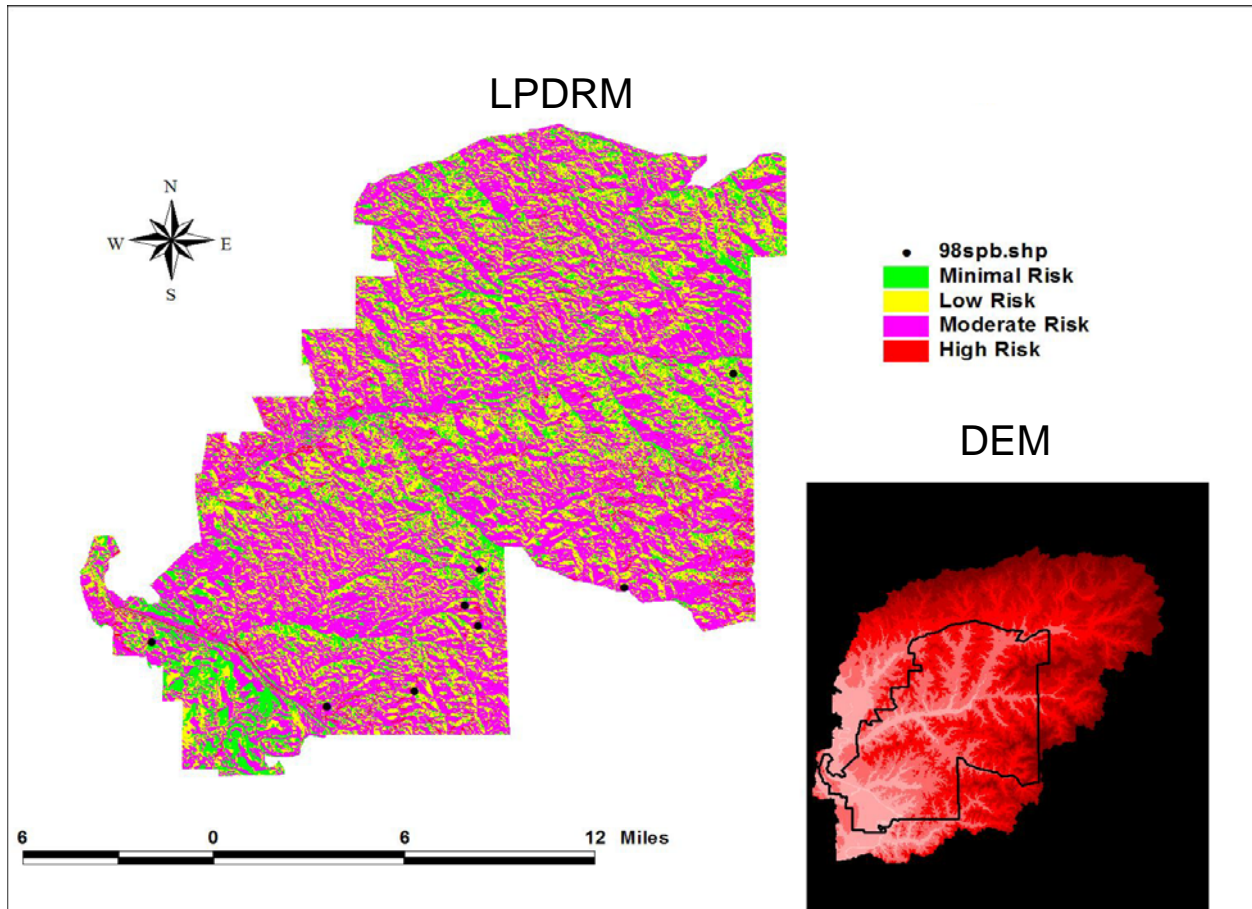 LPDRM
N
W E
S
98spb.shp
Minimal Risk
Low Risk
Moderate Risk
High Risk
DEM
6 0 6 12 Miles